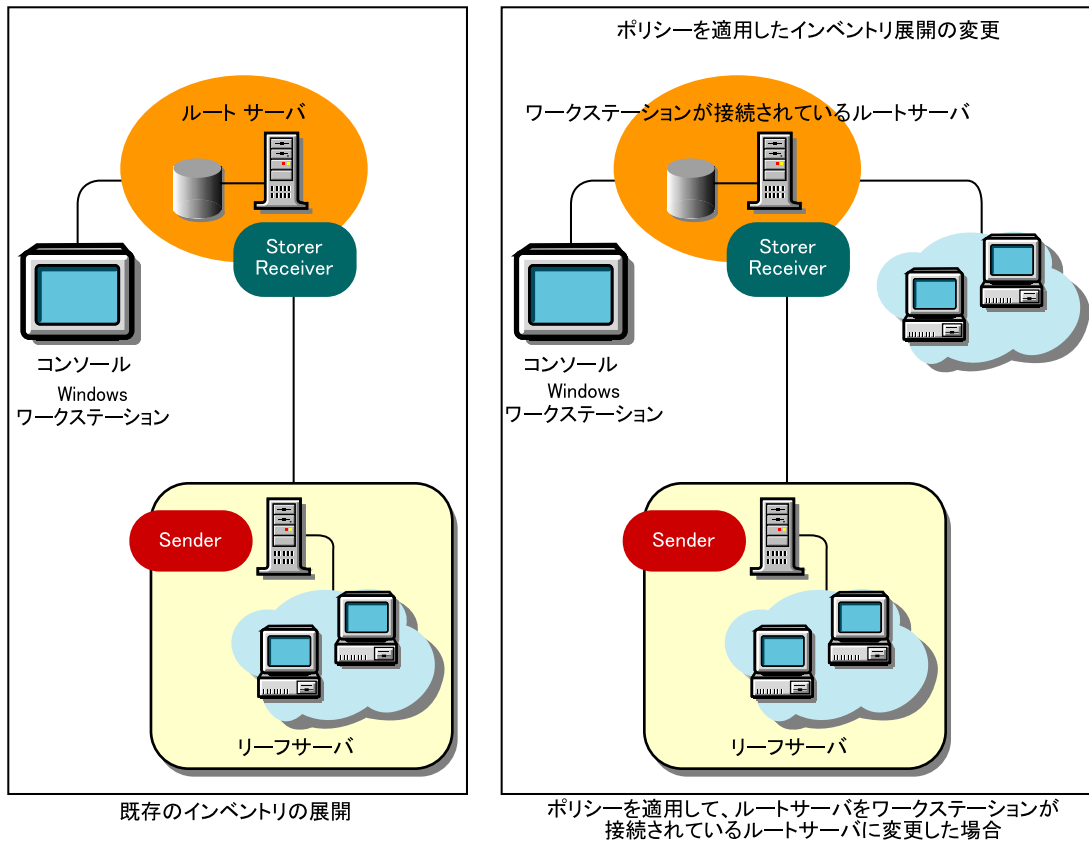 ルート サーバ
Storer
Receiver
コンソール
Windows
ワークステーション
Sender
リーフサーバ
既存のインベントリの展開
ポリシーを適用したインベントリ展開の変更
ワークステーションが接続されているルートサーバ
Storer
Receiver
コンソール
Windows
ワークステーション
Sender
リーフサーバ
ポリシーを適用して、ルートサーバをワークステーションが
接続されているルートサーバに変更した場合